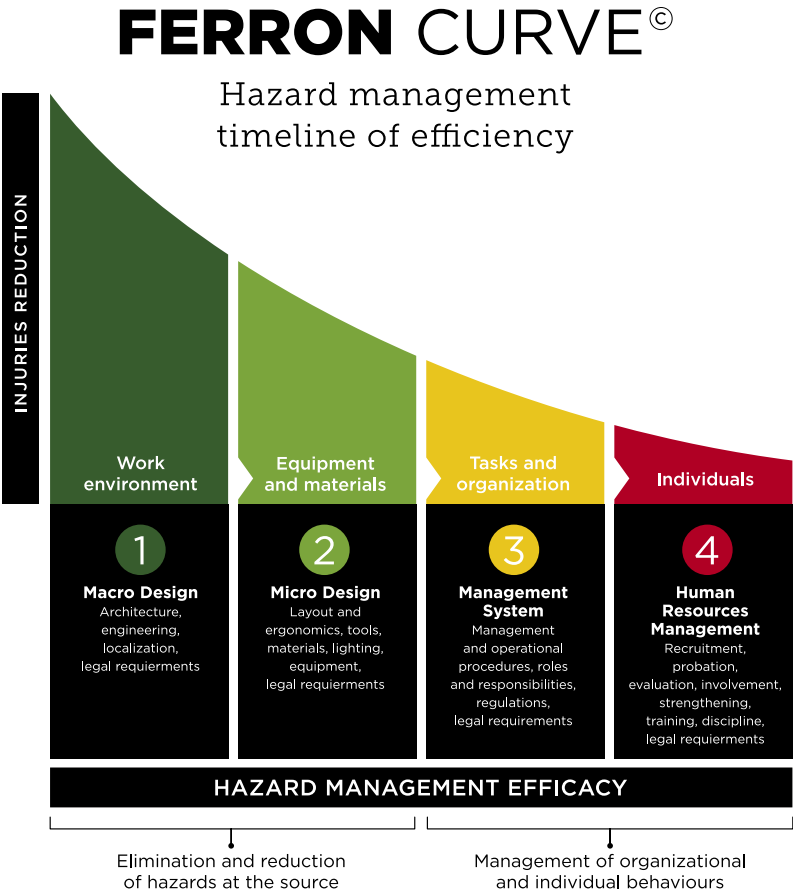 FERRON CURVE©
Hazard management
timeline of efficiency
INJURIES REDUCTION
Work
environment
Equipment
and materials
Tasks and
organization
Individuals
1
Macro Design
Architecture,
engineering,
localization,
legal requierments
2
Micro Design
Layout and
ergonomics, tools,
materials, lighting,
equipment,
legal requierments
3
Management
System
Management
and operational
procedures, roles
and responsibilities,
regulations,
legal requirements
4
Human
Resources
Management
Recruitment,
probation,
evaluation, involvement,
strengthening,
training, discipline,
legal requierments
HAZARD MANAGEMENT EFFICACY
Elimination and reduction
of hazards at the source
Management of organizational
and individual behaviours